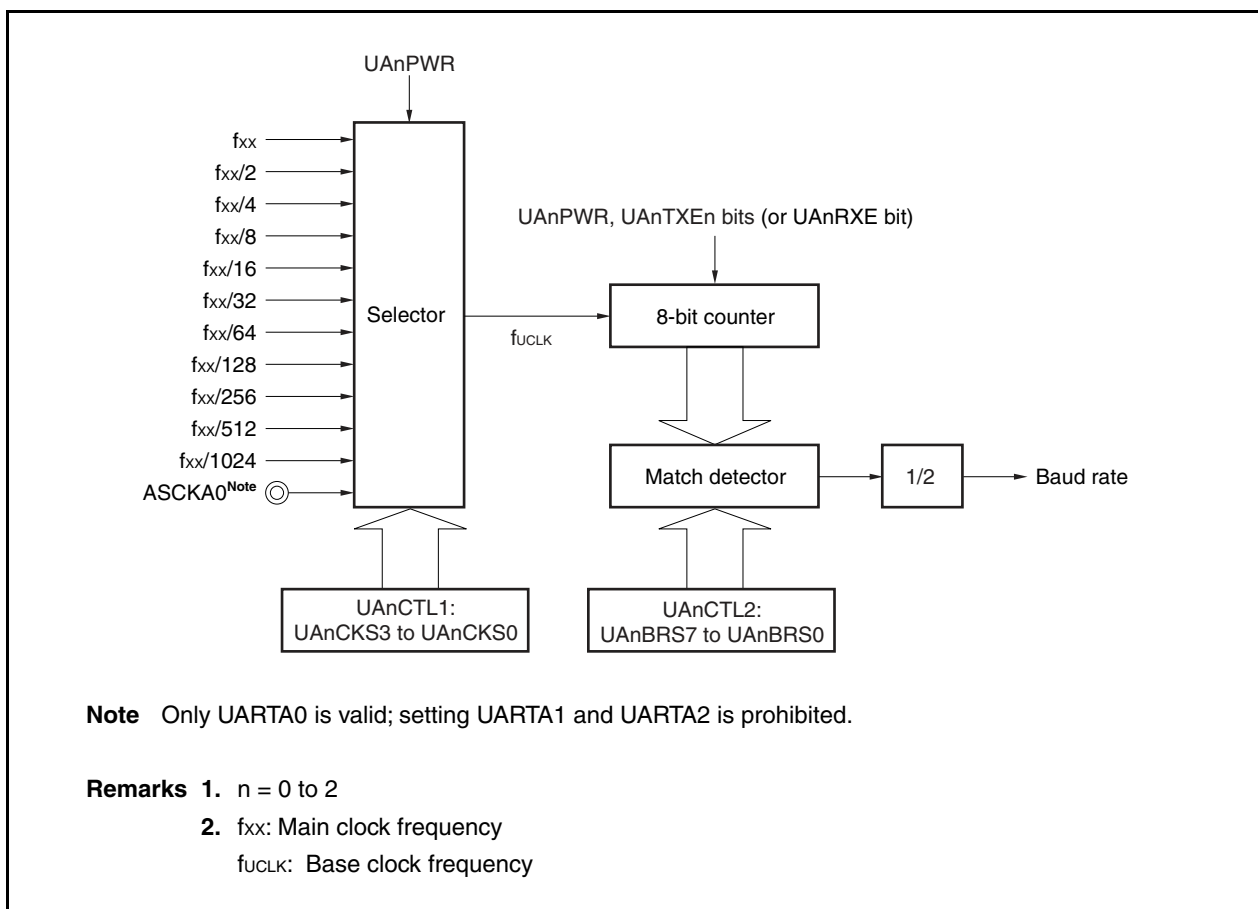 UAnPWR
fxx
fxx/2
fxx/4
fxx/8
fxx/16
fxx/32
fxx/64
fxx/128
fxx/256
fxx/512
fxx/1024
ASCKA0Note
Selector
fUCLK
UAnPWR, UAnTXEn bits (or UAnRXE bit)
8-bit counter
Match detector
1/2
Baud rate
UAnCTL1:
UAnCKS3 to UAnCKS0
UAnCTL2:
UAnBRS7 to UAnBRS0
Note Only UARTA0 is valid; setting UARTA1 and UARTA2 is prohibited.
Remarks 1. n = 0 to 2
2. fxx: Main clock frequency
fUCLK: Base clock frequency